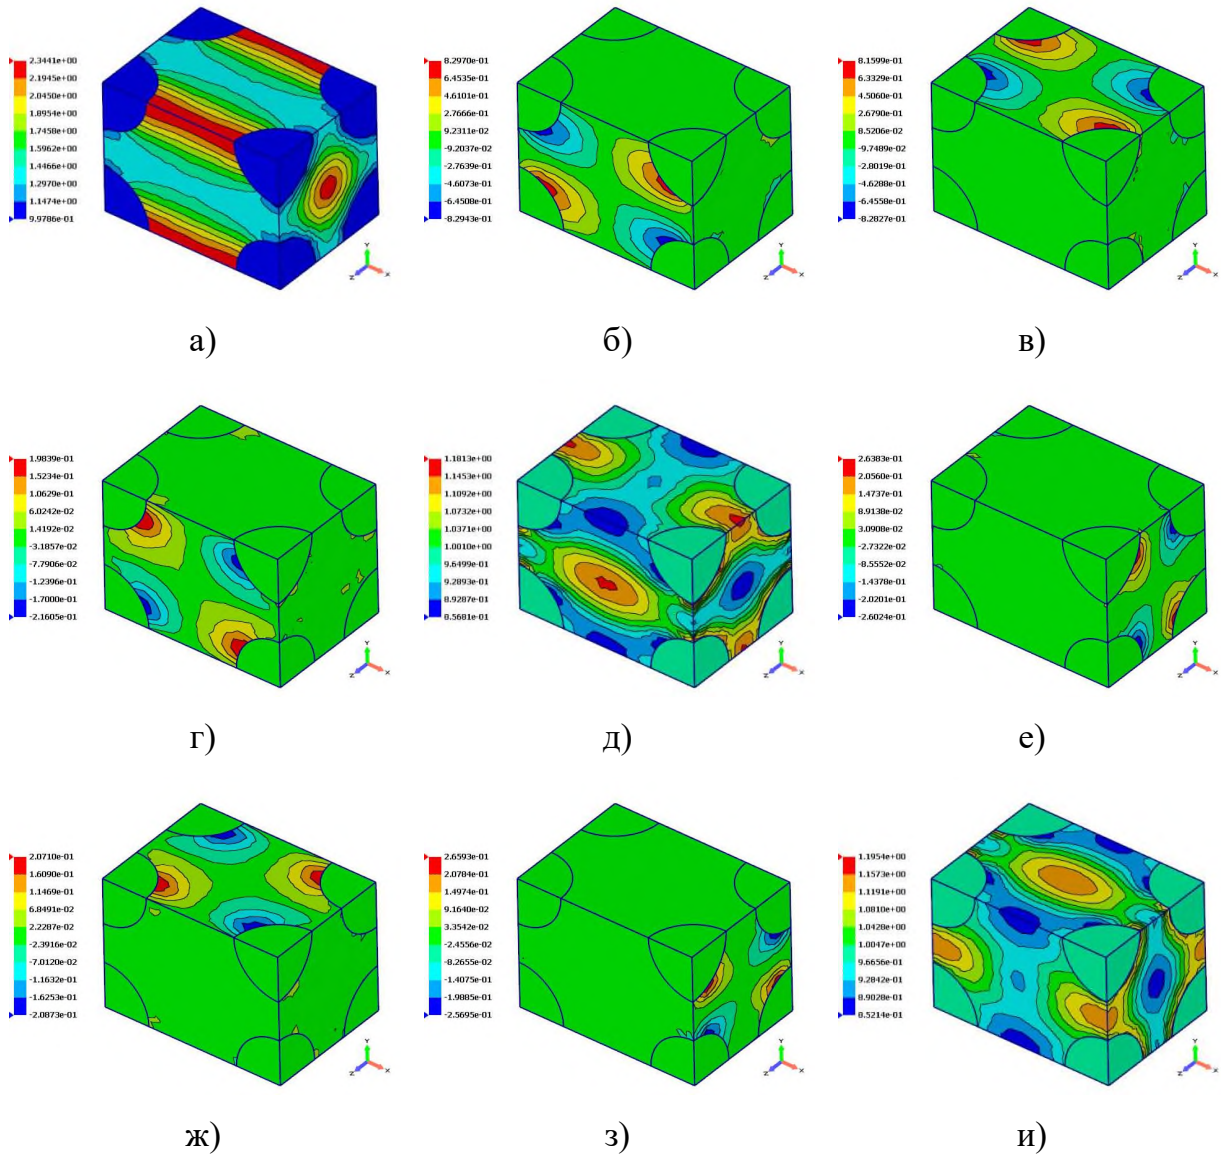 2.3441e+00
2.1945e+00
2.0450e+00
1.8954e+00
1.7458e+00
1.5962e+00
1.4466e+00
1.2970e+00
1.1474e+00
9.9786e-01
Y
Z X
а)
8.2970e-01
6.4535e-01
4.6101e-01
2.7666e-01
9.2311e-02
-9.2037e-02
-2.7639e-01
-4.6073e-01
-6.4508e-01
-8.2943e-01
Y
Z X
б)
8.1599e-01
6.3329e-01
4.5060e-01
2.6790e-01
8.5206e-02
-9.7489e-02
-2.8019e-01
-4.6288e-01
-6.4558e-01
-8.2827e-01
Y
Z X
в)
1.9839e-01
1.5234e-01
1.0629e-01
6.0242e-02
1.4192e-02
-3.1857e-02
-7.7906e-02
-1.2396e-01
-1.7000e-01
-2.1605e-01
Y
Z X
г)
1.1813e+00
1.1453e+00
1.1092e+00
1.0732e+00
1.0371e+00
1.0010e+00
9.6499e-01
9.2893e-01
8.9287e-01
8.5681e-01
Y
Z X
д)
2.6383e-01
2.0560e-01
1.4737e-01
8.9138e-02
3.0908e-02
-2.7322e-02
-8.5552e-02
-1.4378e-01
-2.0201e-01
-2.6024e-01
Y
Z X
е)
2.0710e-01
1.6090e-01
1.1469e-01
6.8491e-02
2.2287e-02
-2.3916e-02
-7.0120e-02
-1.1632e-01
-1.6253e-01
-2.0873e-01
Y
Z X
ж)
2.6593e-01
2.0784e-01
1.4974e-01
9.1640e-02
3.3542e-02
-2.4556e-02
-8.2655e-02
-1.4075e-01
-1.9885e-01
-2.5695e-01
Y
Z X
з)
1.1954e+00
1.1573e+00
1.1191e+00
1.0810e+00
1.0428e+00
1.0047e+00
9.6656e-01
9.2842e-01
8.9028e-01
8.5214e-01
Y
Z X
и)